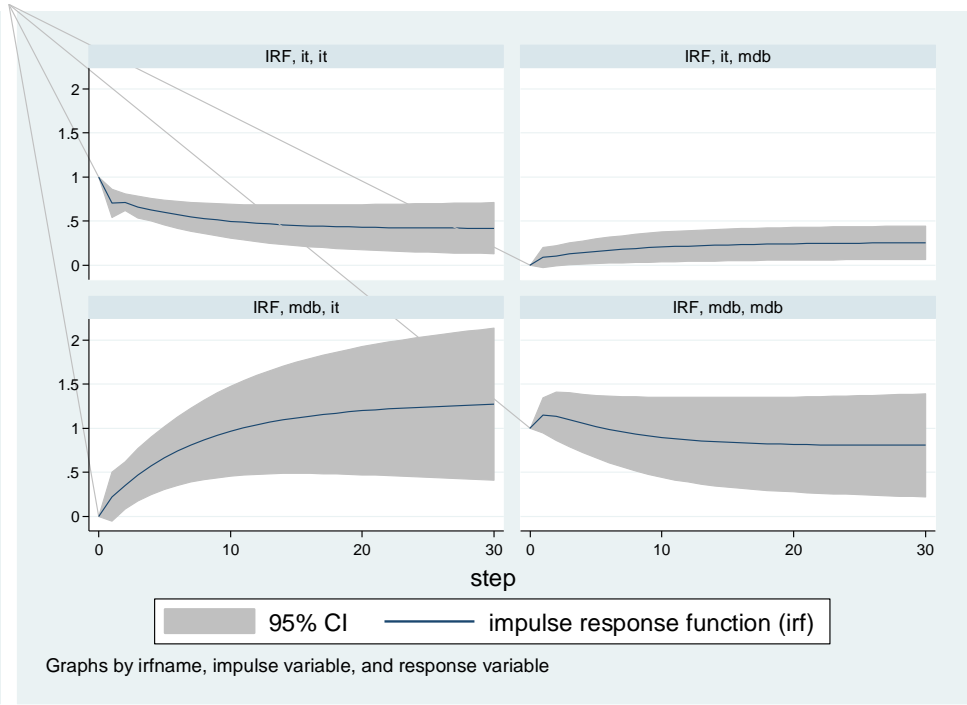 IRF, it, it
IRF, it, mdb
2
1.5
1
.5
0
IRF, mdb, it
IRF, mdb, mdb
2
1.5
1
.5
0
0 10 20 30 0 10 20 30
step
95% CI impulse response function (irf)
Graphs by irfname, impulse variable, and response variable